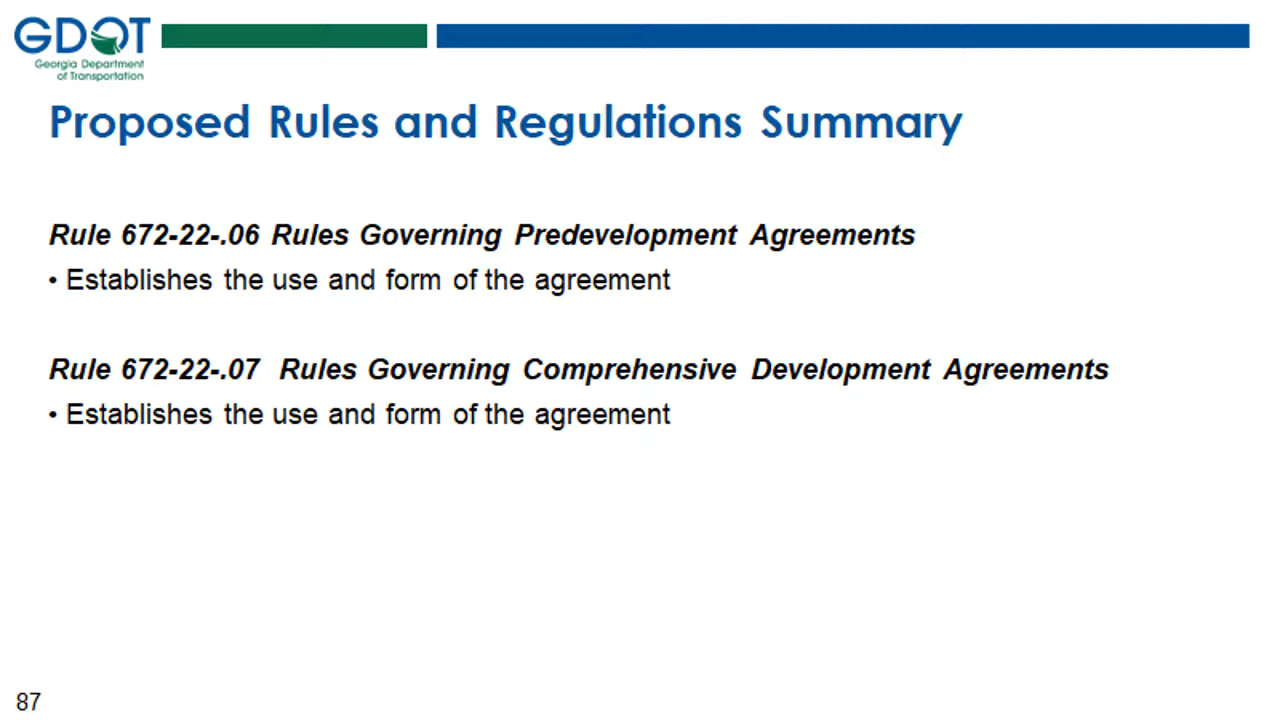 GDOT
Georgia Department
of Transportation
Proposed Rules and Regulations Summary
Rule 672-22-.06 Rules Governing Predevelopment Agreements
• Establishes the use and form of the agreement
Rule 672-22-.07 Rules Governing Comprehensive Development Agreements
• Establishes the use and form of the agreement
87